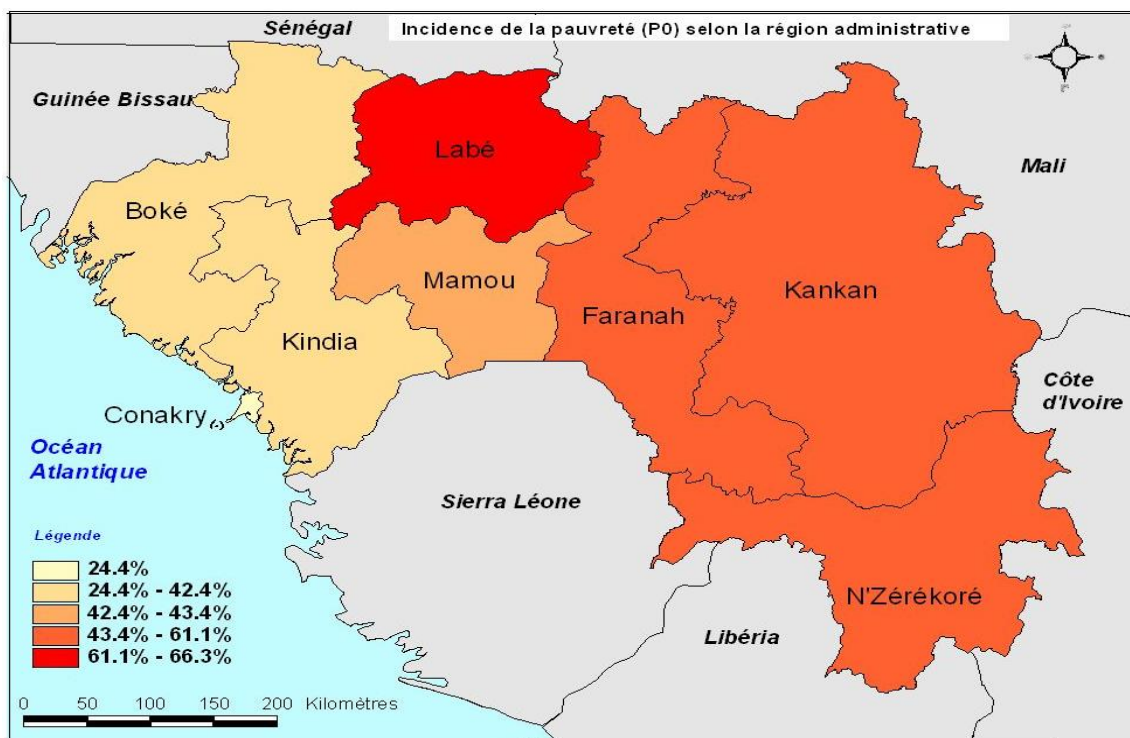 Sénégal
Incidence de la pauvreté (P0) selon la région administrative
Guinée Bissau
Labé
Mali
Boké
Mamou
Kankan
Faranah
Kindia
Côte
d'Ivoire
Conakry
Océan
Atlantique
Sierra Léone
Légende
24.4%
24.4% - 42.4%
42.4% - 43.4%
43.4% - 61.1%
61.1% - 66.3%
N'Zérékoré
Libéria
0 50 100 150 200 Kilomètres